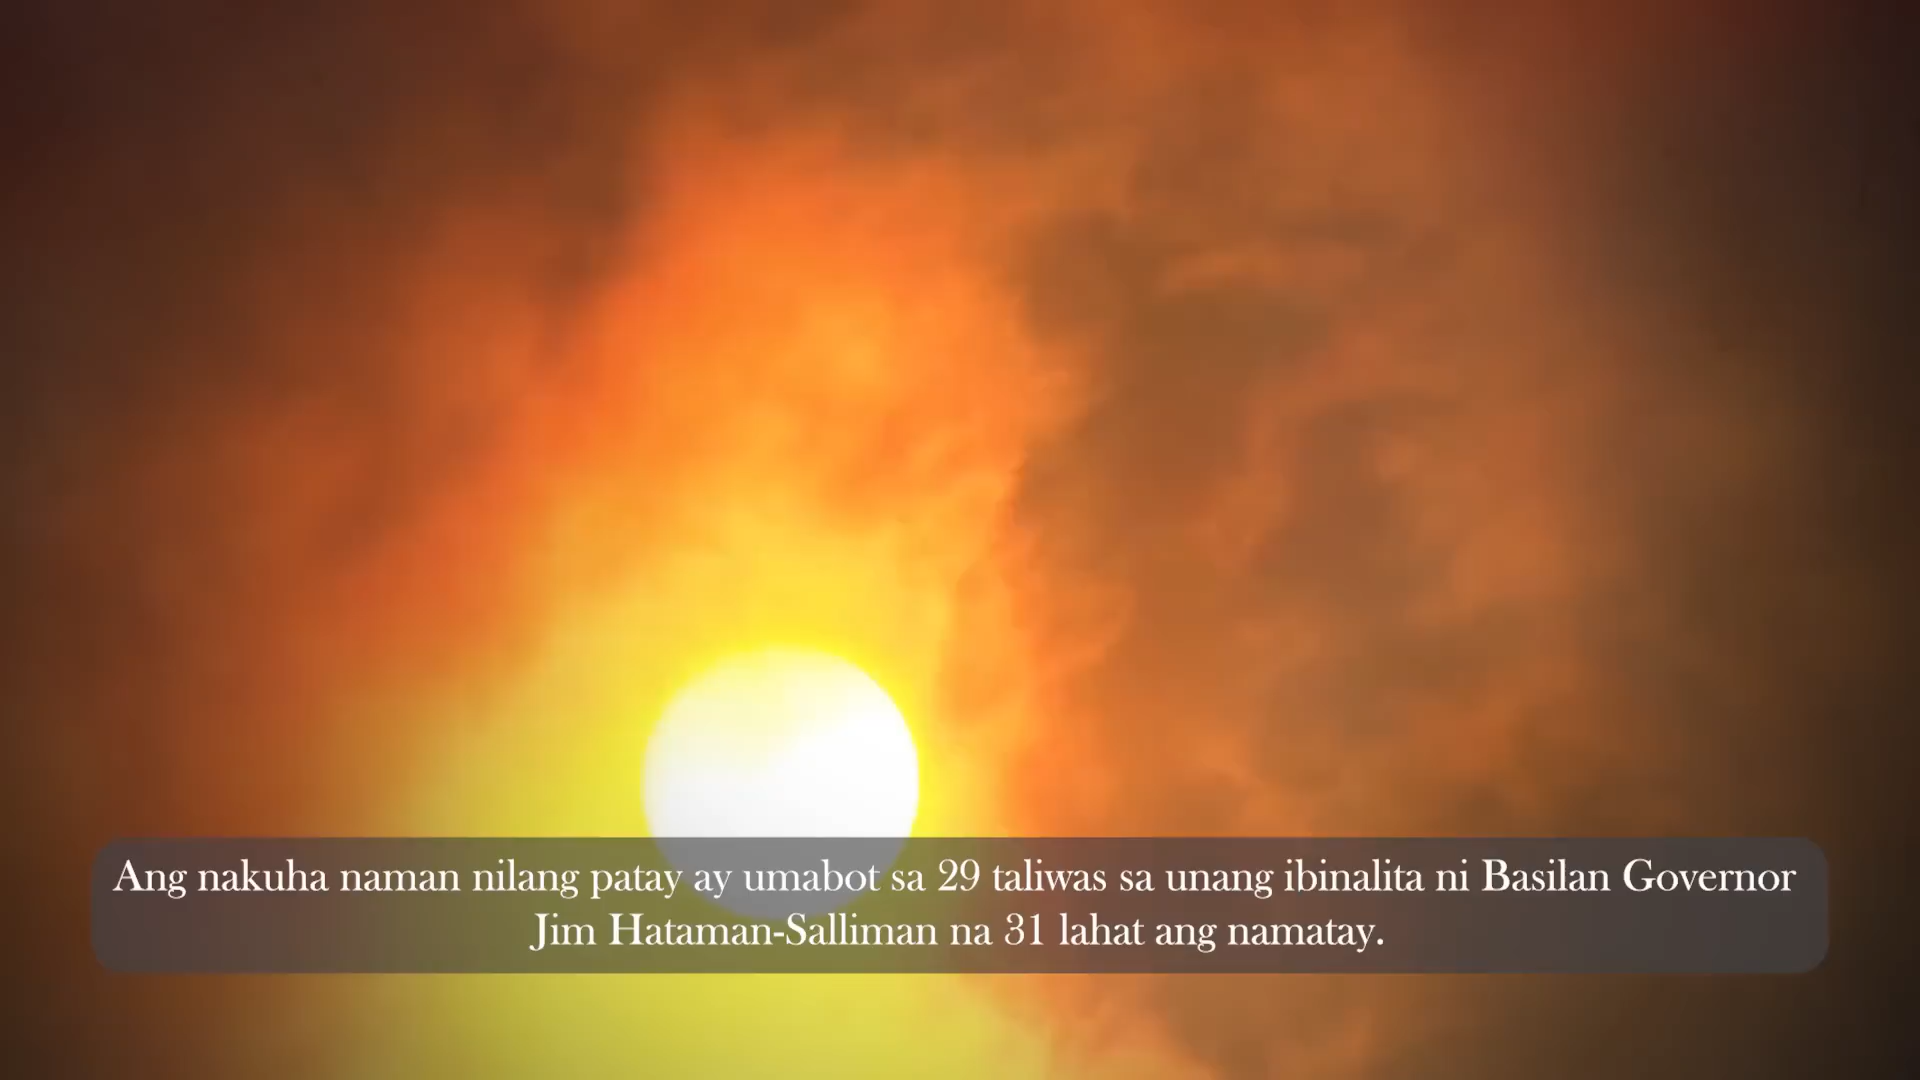 Ang nakuha naman nilang patay ay umabot sa 29 taliwas sa unang ibinalita ni Basilan Governor
Jim Hataman-Salliman na 31 lahat ang namatay.